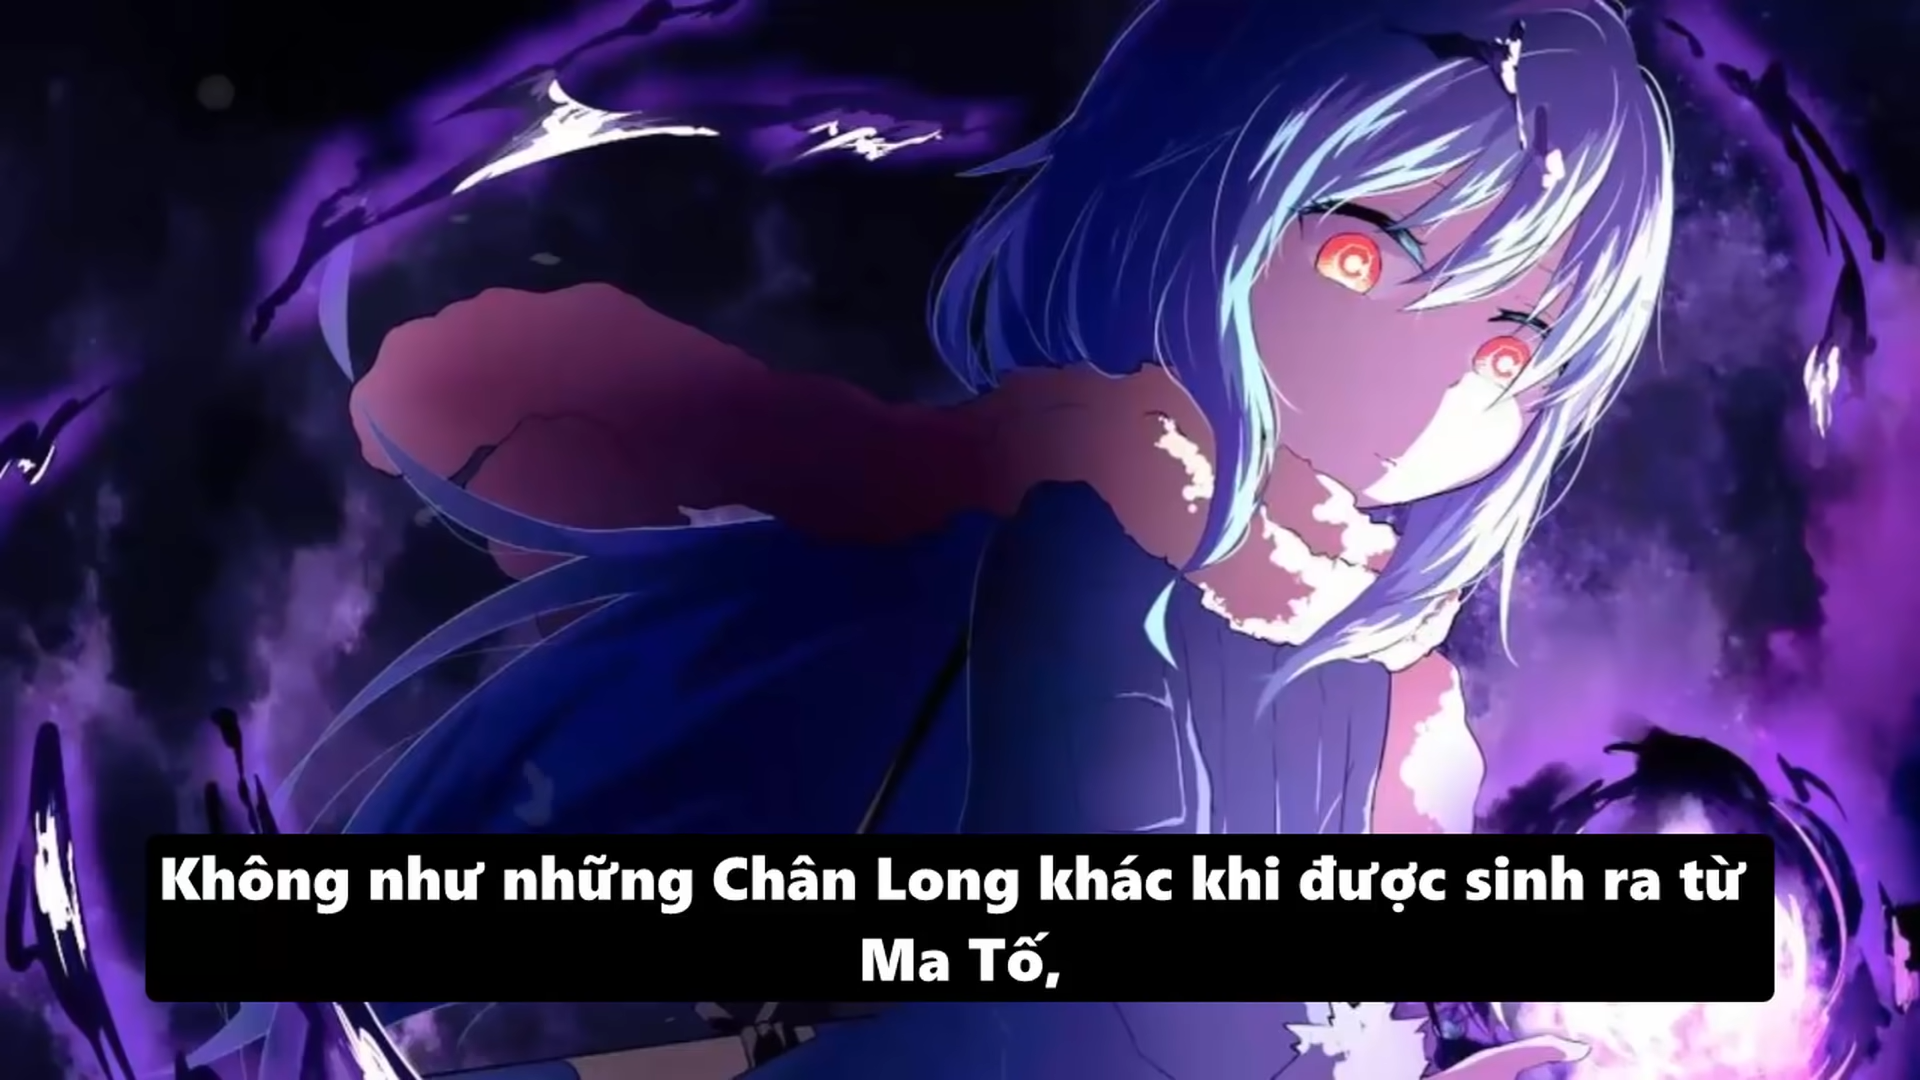 Không như những Chân Long khác khi được sinh ra từ
Ma Tố,